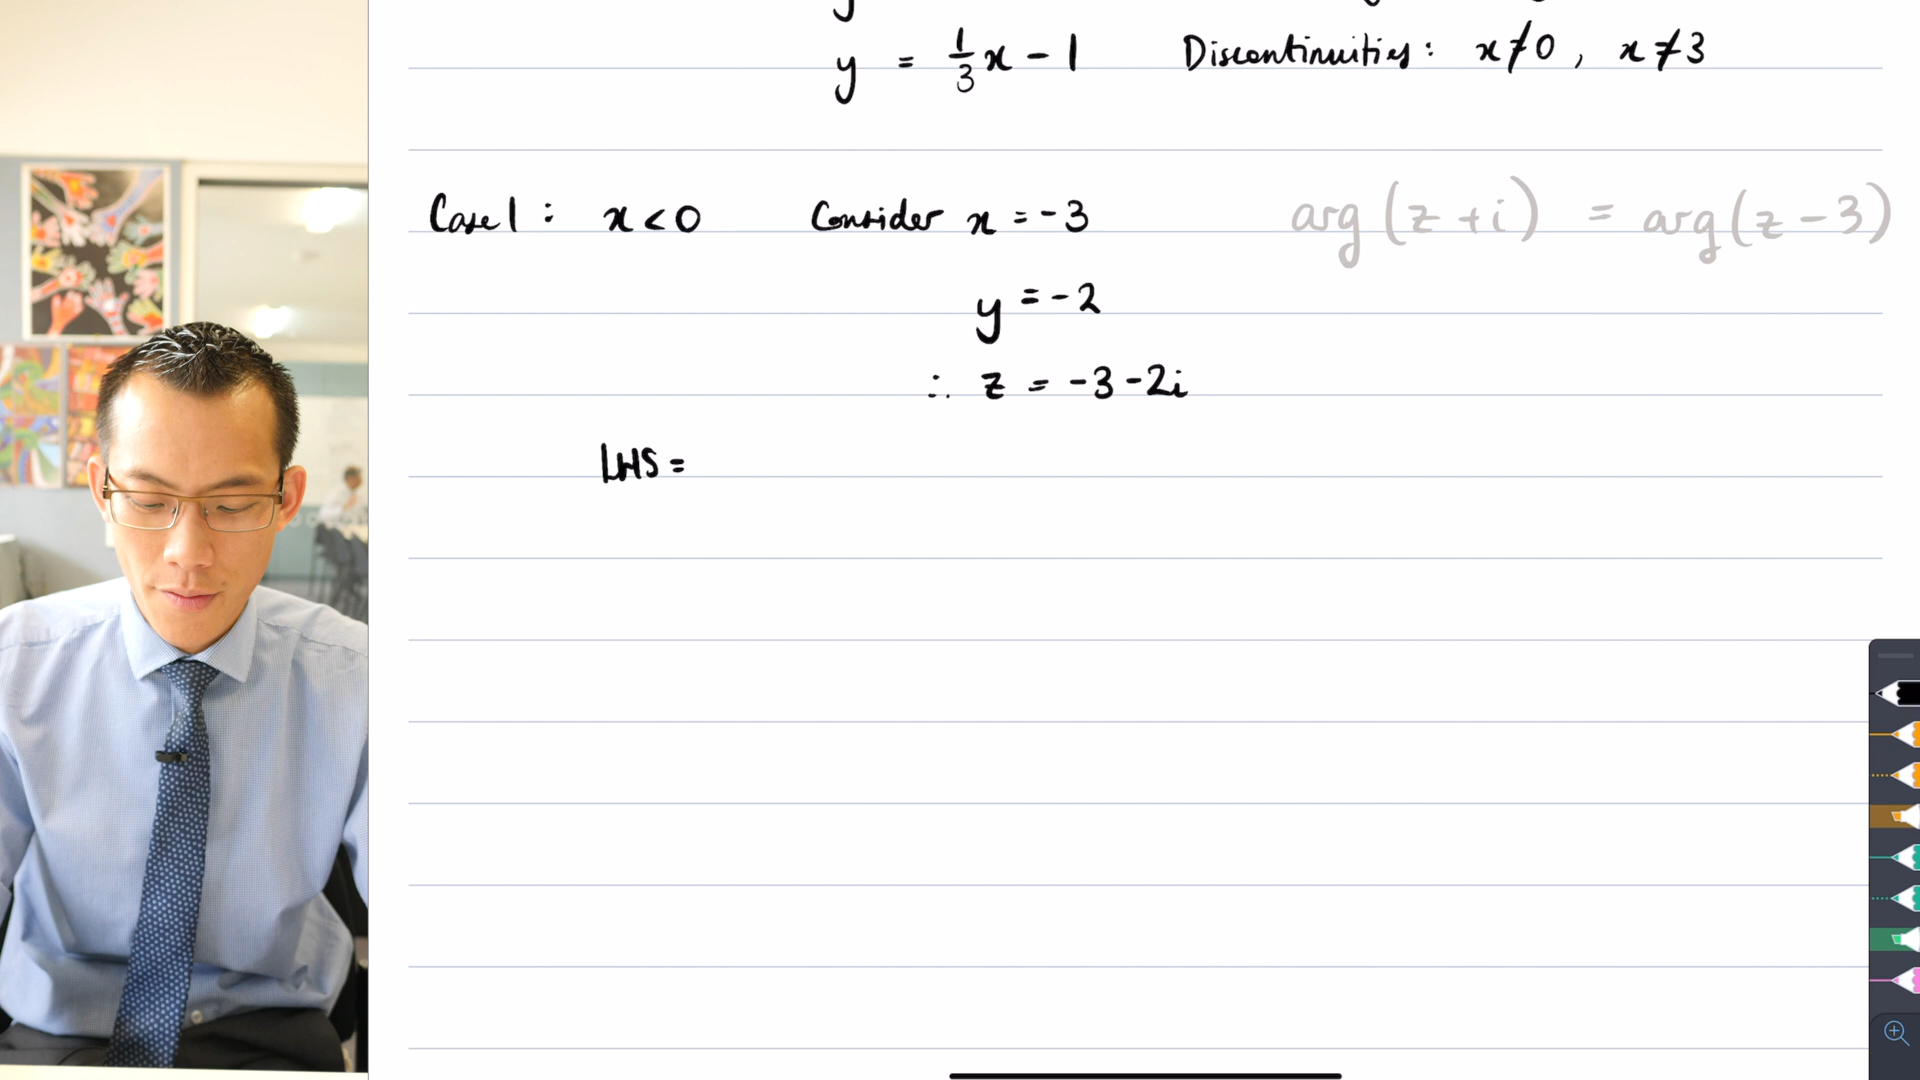 y = 1/3 x - 1 Discontinuities: x ≠ 0, x ≠ 3
Case 1: x < 0 Consider x = -3 arg(z + i) = arg(z - 3)
y = -2
∴ z = -3 - 2i
LHS =